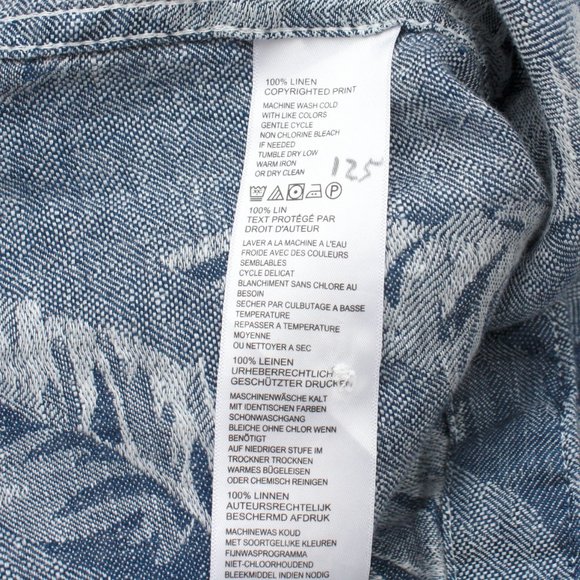 100% LINEN
COPYRIGHTED PRINT
MACHINE WASH COLD
WITH LIKE COLORS
GENTLE CYCLE
NON CHLORINE BLEACH
IF NEEDED
TUMBLE DRY LOW
WARM IRON
OR DRY CLEAN
125
100% LIN
TEXT PROTÉGÉ PAR
DROIT D'AUTEUR
LAVER A LA MACHINE A L'EAU
FROIDE AVEC DES COULEURS
SEMBLABLES
CYCLE DELICAT
BLANCHIMENT SANS CHLORE AU
BESOIN
SECHER PAR CULBUTAGE A BASSE
TEMPERATURE
REPASSER A TEMPERATURE
MOYENNE
OU NETTOYER A SEC
100% LEINEN
URHEBERRECHTLICH
GESCHÜTZTER DRUCKEN
MASCHINENWÄSCHE KALT
MIT IDENTISCHEN FARBEN
SCHONWASCHGANG
BLEICHE OHNE CHLOR WENN
BENÖTIGT
AUF NIEDRIGER STUFE IM
TROCKNER TROCKNEN
WARMES BÜGELEISEN
ODER CHEMISCH REINIGEN
100% LINNEN
AUTEURSRECHTELIJK
BESCHERMD AFDRUK
MACHINEWAS KOUD
MET SOORTGELIJKE KLEUREN
FIJNWASPROGRAMMA
NIET-CHLOORHOUDEND
BLEEKMIDDEL INDIEN NODIG